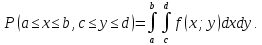 P(a≤x≤b, c≤y≤d)=∫_a^b ∫_c^d f(x; y)dxdy.